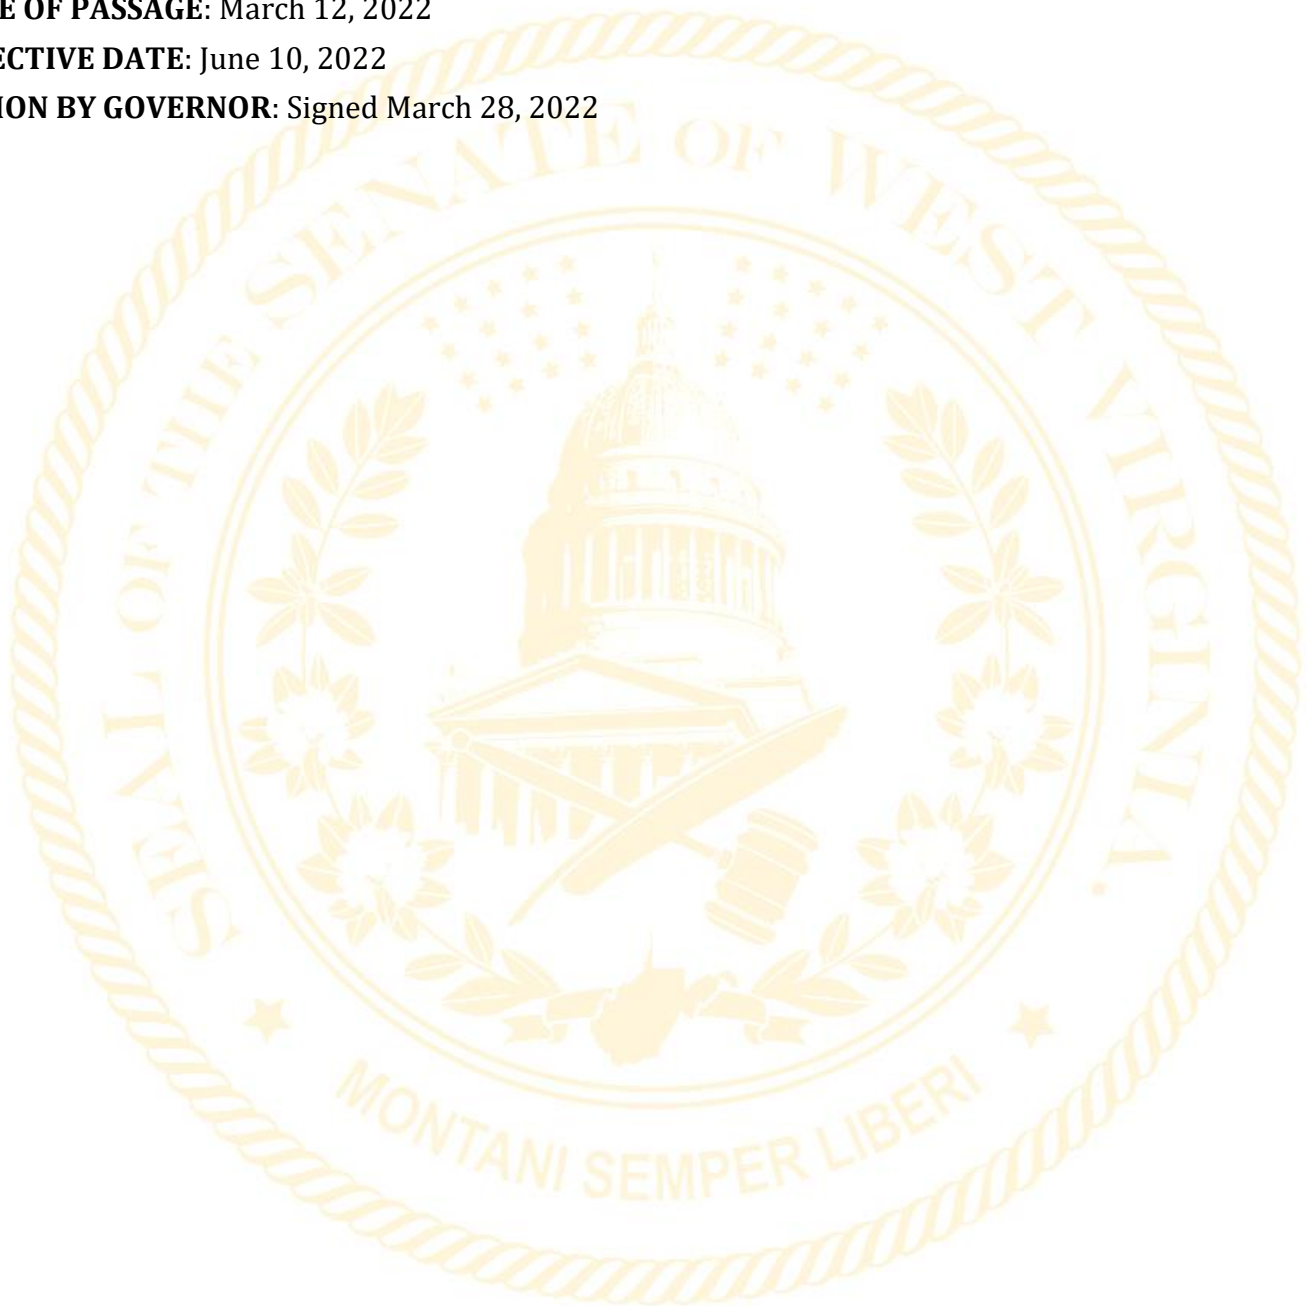 E OF PASSAGE: March 12, 2022
ECTIVE DATE: June 10, 2022
ION BY GOVERNOR: Signed March 28, 2022
SEAL OF THE SENATE OF WEST VIRGINIA.
MONTANI SEMPER LIBERI